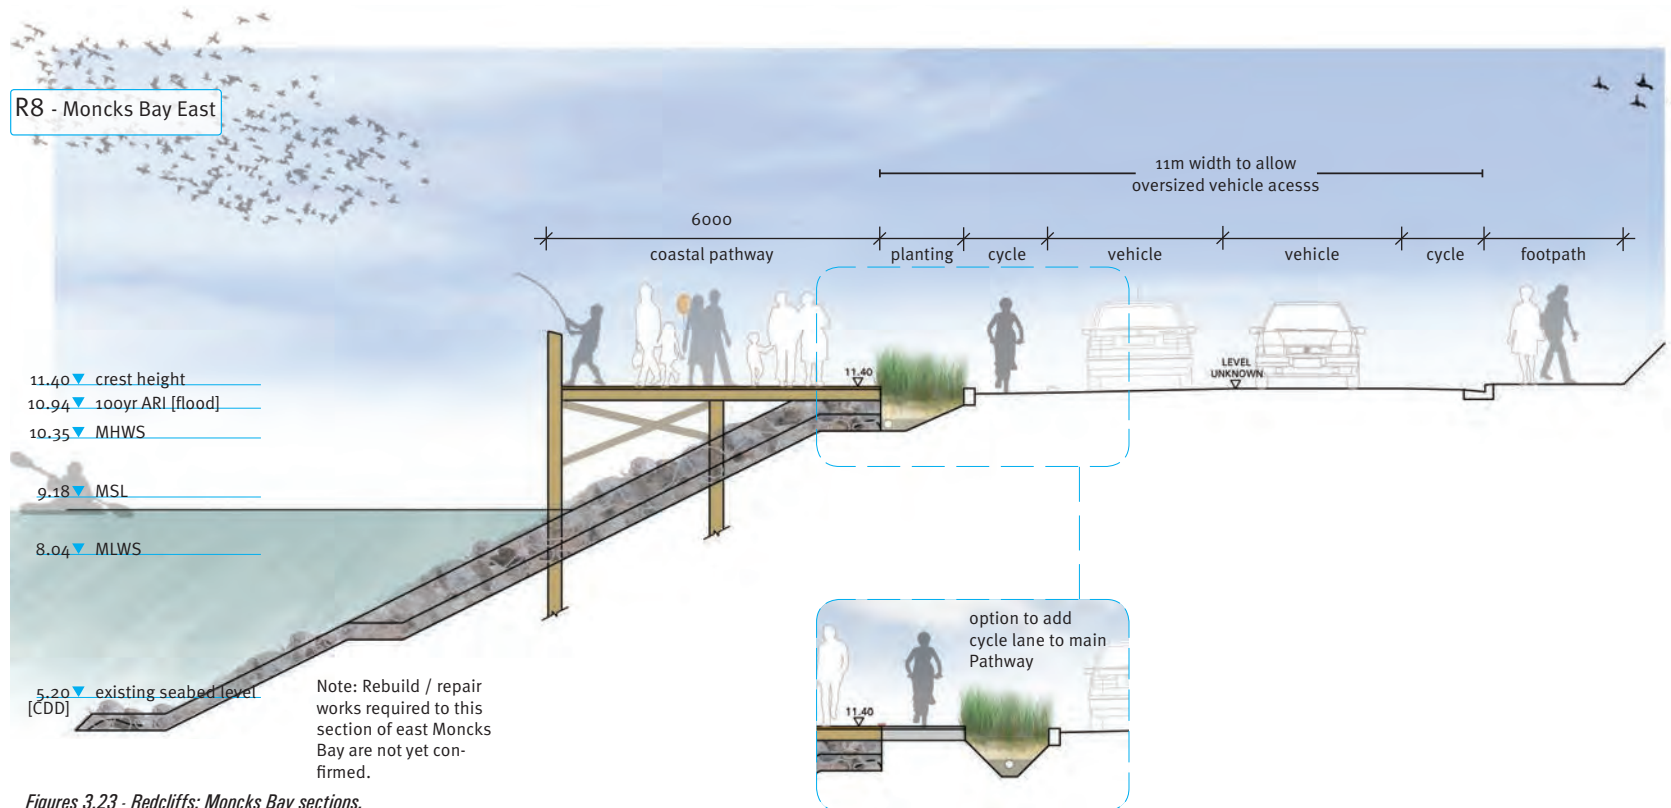 R8 - Moncks Bay East
11m width to allow
oversized vehicle acesss
6000
coastal pathway
planting
cycle
vehicle
vehicle
cycle
footpath
11.40 crest height
10.94 100yr ARI [flood]
10.35 MHWS
9.18 MSL
8.04 MLWS
5.20 existing seabed level
[CDD]
11.40
LEVEL
UNKNOWN
Note: Rebuild / repair
works required to this
section of east Moncks
Bay are not yet con-
firmed.
option to add
cycle lane to main
Pathway
11.40
Figures 3.23 - Redcliffs: Moncks Bay sections.